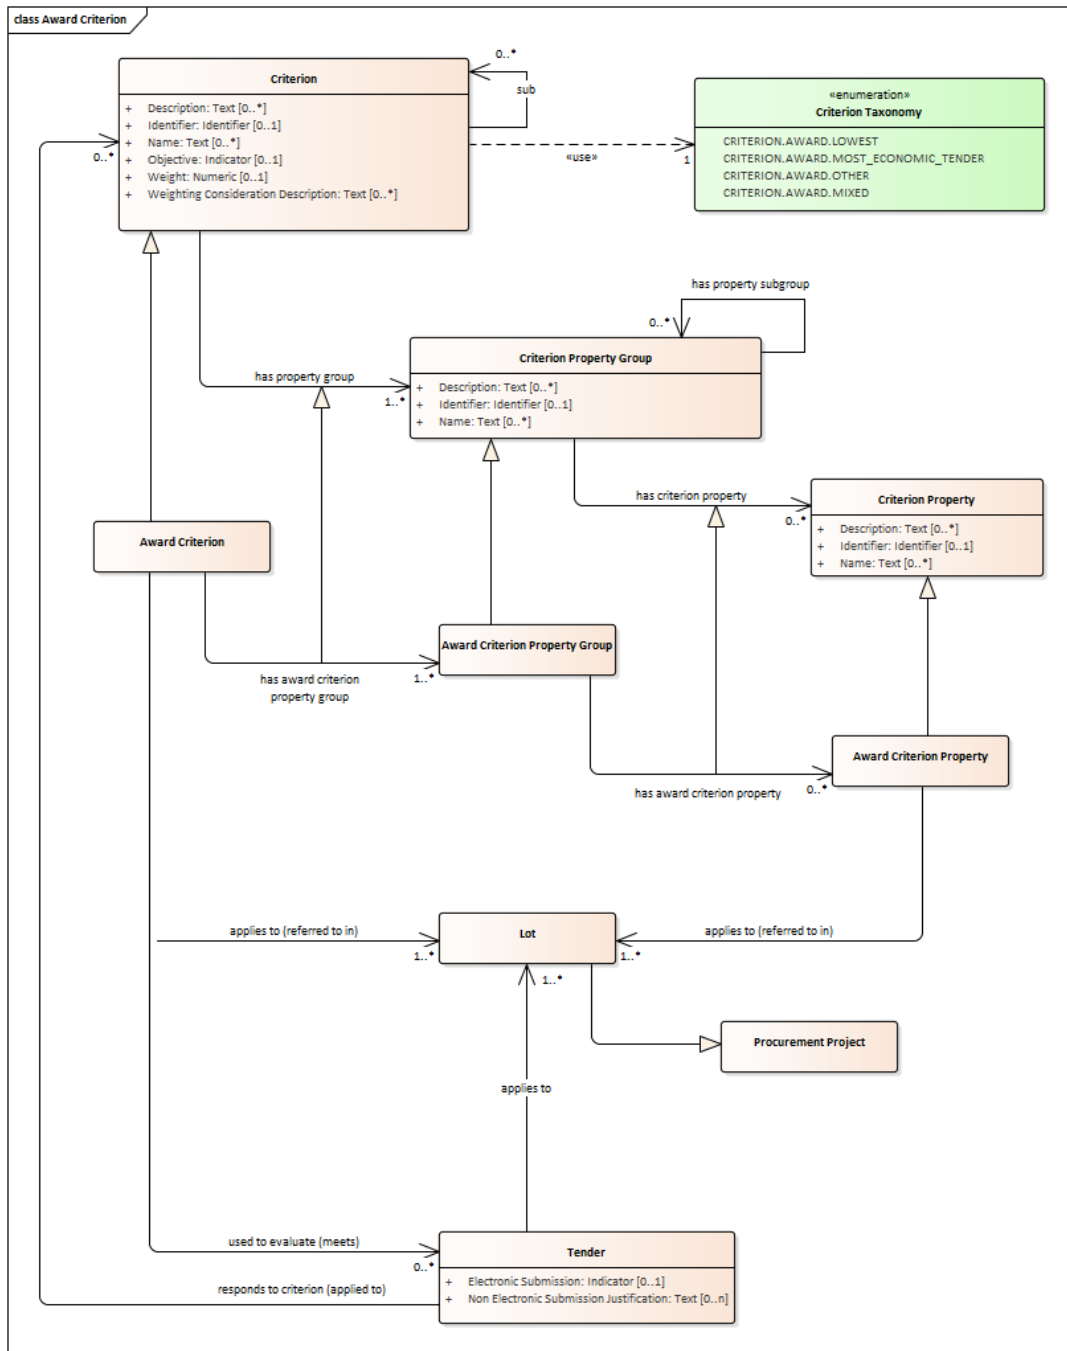 class Award Criterion
0..*
Criterion
sub
+ Description: Text [0..*]
+ Identifier: Identifier [0..1]
+ Name: Text [0..*]
+ Objective: Indicator [0..1]
+ Weight: Numeric [0..1]
+ Weighting Consideration Description: Text [0..*]
0..*
«use»
1
«enumeration»
Criterion Taxonomy
CRITERION.AWARD.LOWEST
CRITERION.AWARD.MOST_ECONOMIC_TENDER
CRITERION.AWARD.OTHER
CRITERION.AWARD.MIXED
has property subgroup
0..*
Criterion Property Group
+ Description: Text [0..*]
+ Identifier: Identifier [0..1]
+ Name: Text [0..*]
has property group
1..*
has criterion property
0..*
Criterion Property
+ Description: Text [0..*]
+ Identifier: Identifier [0..1]
+ Name: Text [0..*]
Award Criterion
Award Criterion Property Group
has award criterion
property group
1..*
Award Criterion Property
has award criterion property
0..*
applies to (referred to in)
1..*
Lot
applies to (referred to in)
1..*
1..*
Procurement Project
applies to
used to evaluate (meets)
0..*
Tender
+ Electronic Submission: Indicator [0..1]
+ Non Electronic Submission Justification: Text [0..n]
responds to criterion (applied to)